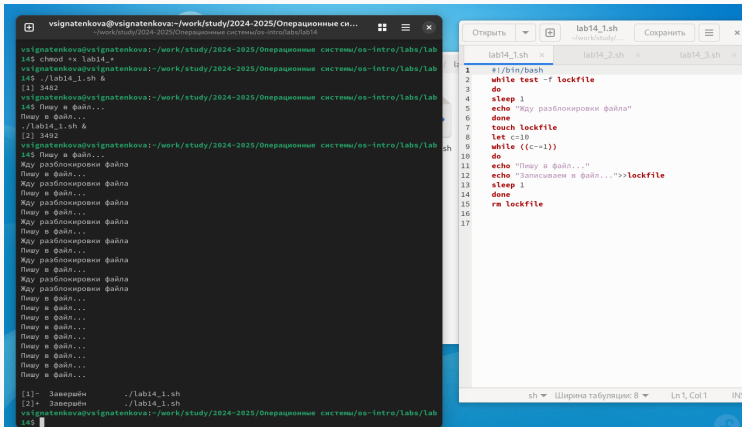 vsignatenkova@vsignatenkova:~/work/study/2024-2025/Операционные си...
~/work/study/2024-2025/Операционные системы/os-intro/labs/lab14
vsignatenkova@vsignatenkova:~/work/study/2024-2025/Операционные системы/os-intro/labs/lab
14$ chmod +x lab14_*
vsignatenkova@vsignatenkova:~/work/study/2024-2025/Операционные системы/os-intro/labs/lab
14$ ./lab14_1.sh &
[1] 3482
vsignatenkova@vsignatenkova:~/work/study/2024-2025/Операционные системы/os-intro/labs/lab
14$ Пишу в файл...
Пишу в файл...
./lab14_1.sh &
[2] 3492
vsignatenkova@vsignatenkova:~/work/study/2024-2025/Операционные системы/os-intro/labs/lab
14$ Пишу в файл...
Жду разблокировки файла
Пишу в файл...
Жду разблокировки файла
Пишу в файл...
Жду разблокировки файла
Пишу в файл...
Жду разблокировки файла
Пишу в файл...
Жду разблокировки файла
Пишу в файл...
Жду разблокировки файла
Пишу в файл...
Жду разблокировки файла
Жду разблокировки файла
Пишу в файл...
Пишу в файл...
Пишу в файл...
Пишу в файл...
Пишу в файл...
Пишу в файл...
Пишу в файл...
Пишу в файл...
Пишу в файл...
[1]- Завершён ./lab14_1.sh
[2]+ Завершён ./lab14_1.sh
vsignatenkova@vsignatenkova:~/work/study/2024-2025/Операционные системы/os-intro/labs/lab
14$
sh
Открыть
lab14_1.sh
~/work/study/...
Сохранить
lab14_1.sh
lab14_2.sh
lab14_3.sh
1 #!/bin/bash
2 while test -f lockfile
3 do
4 sleep 1
5 echo "Жду разблокировки файла"
6 done
7 touch lockfile
8 let c=10
9 while ((c-=1))
10 do
11 echo "Пишу в файл..."
12 echo "Записываем в файл...">>lockfile
13 sleep 1
14 done
15 rm lockfile
16
17
sh
Ширина табуляции: 8
Ln 1, Col 1